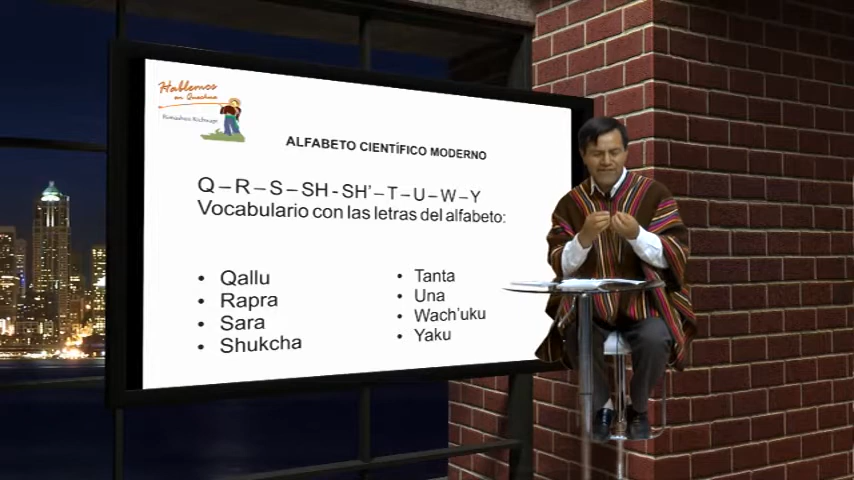 Hablemos
en Quechua
ALFABETO CIENTÍFICO MODERNO
Q – R – S – SH - SH' – T - U – W – Y
Vocabulario con las letras del alfabeto:
• Qallu
• Rapra
• Sara
• Shukcha
• Tanta
• Una
• Wach'uku
• Yaku